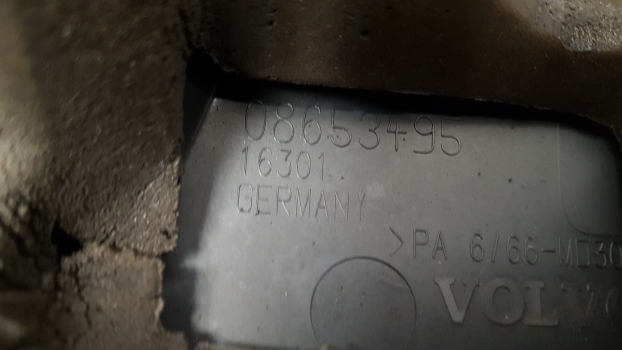 08653495
16301
GERMANY
>PA 6/66-MD30
VOLVO